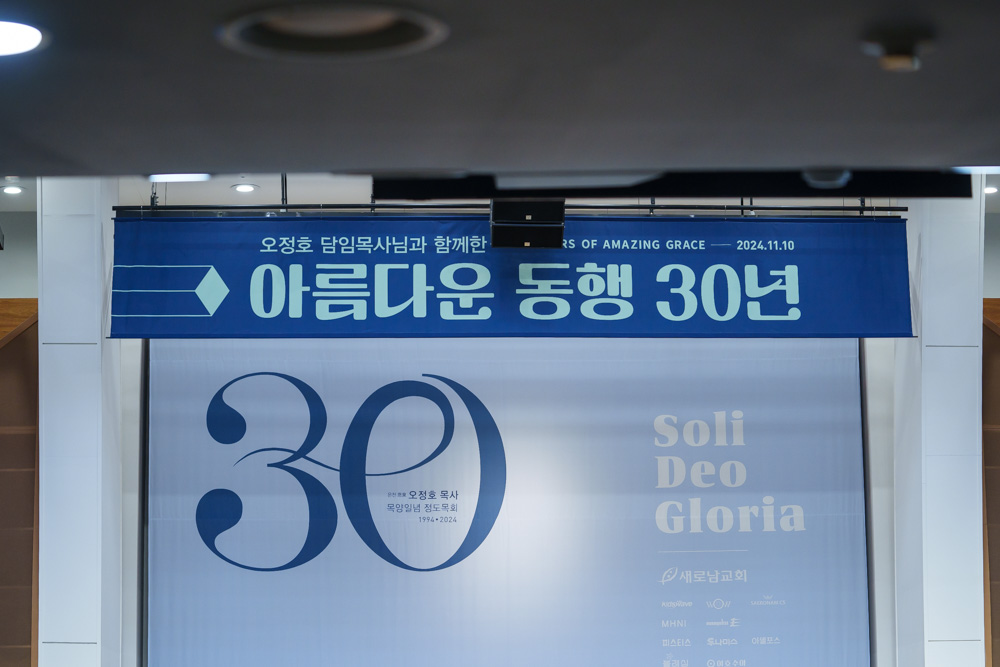 오정호 담임목사님과 함께한 RS OF AMAZING GRACE — 2024.11.10
아름다운 동행 30년
30
오정호 목사
목양일념 정도목회
1994•2024
Soli
Deo
Gloria
새로남교회
MHNI